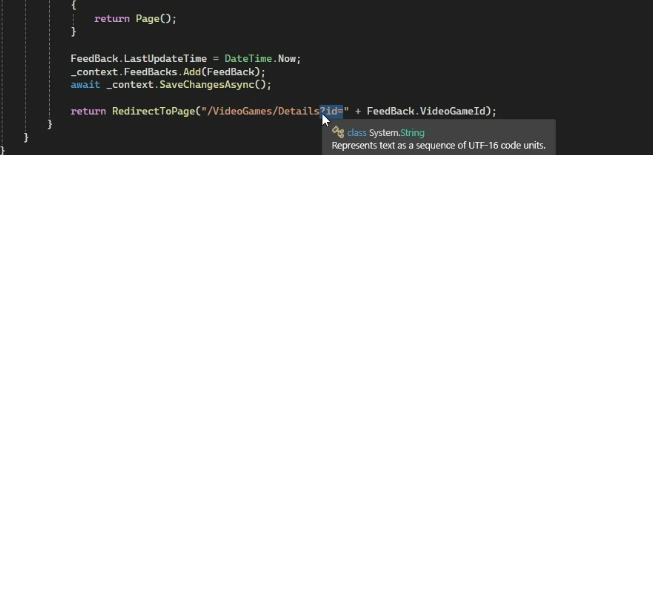 {
return Page();
}
FeedBack.LastUpdateTime = DateTime.Now;
_context.FeedBacks.Add(FeedBack);
await _context.SaveChangesAsync();
return RedirectToPage("/VideoGames/Details?id=" + FeedBack.VideoGameId);
}
class System.String
}
Represents text as a sequence of UTF-16 code units.
}